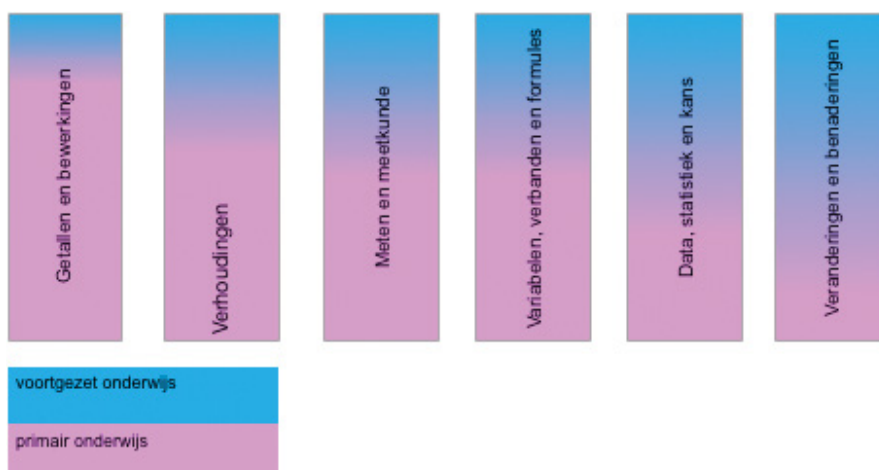 Getallen en bewerkingen
Verhoudingen
Meten en meetkunde
Variabelen, verbanden en formules
Data, statistiek en kans
Veranderingen en benaderingen
voortgezet onderwijs
primair onderwijs